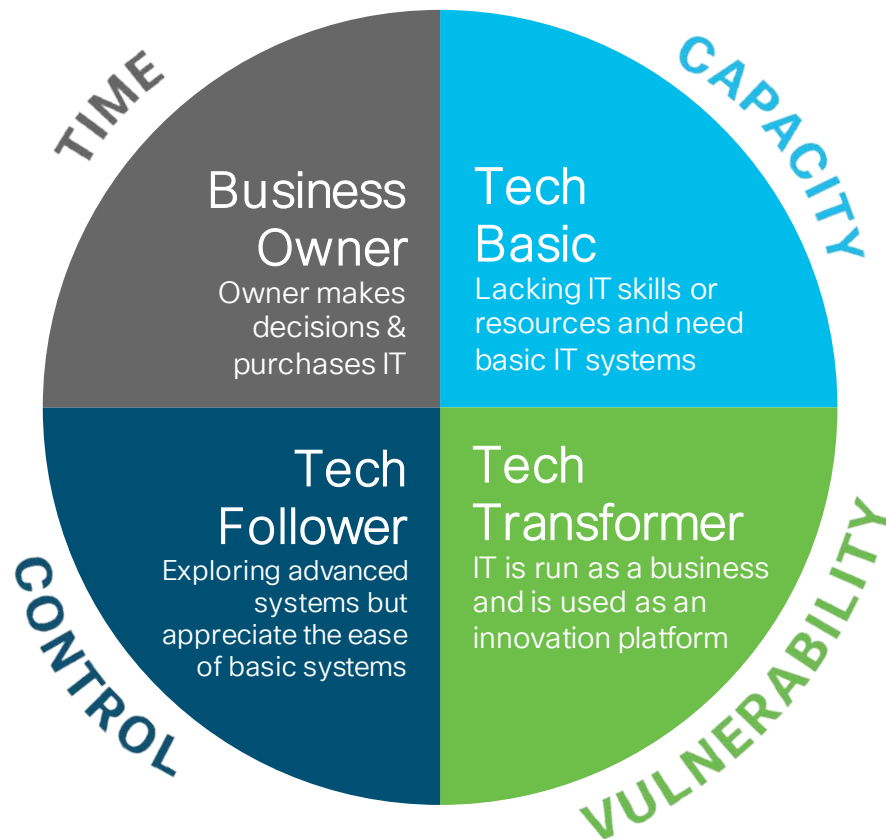 TIME
Business
Owner
Owner makes
decisions &
purchases IT
CAPACITY
Tech
Basic
Lacking IT skills or
resources and need
basic IT systems
CONTROL
Tech
Follower
Exploring advanced
systems but
appreciate the ease
of basic systems
VULNERABILITY
Tech
Transformer
IT is run as a business
and is used as an
innovation platform